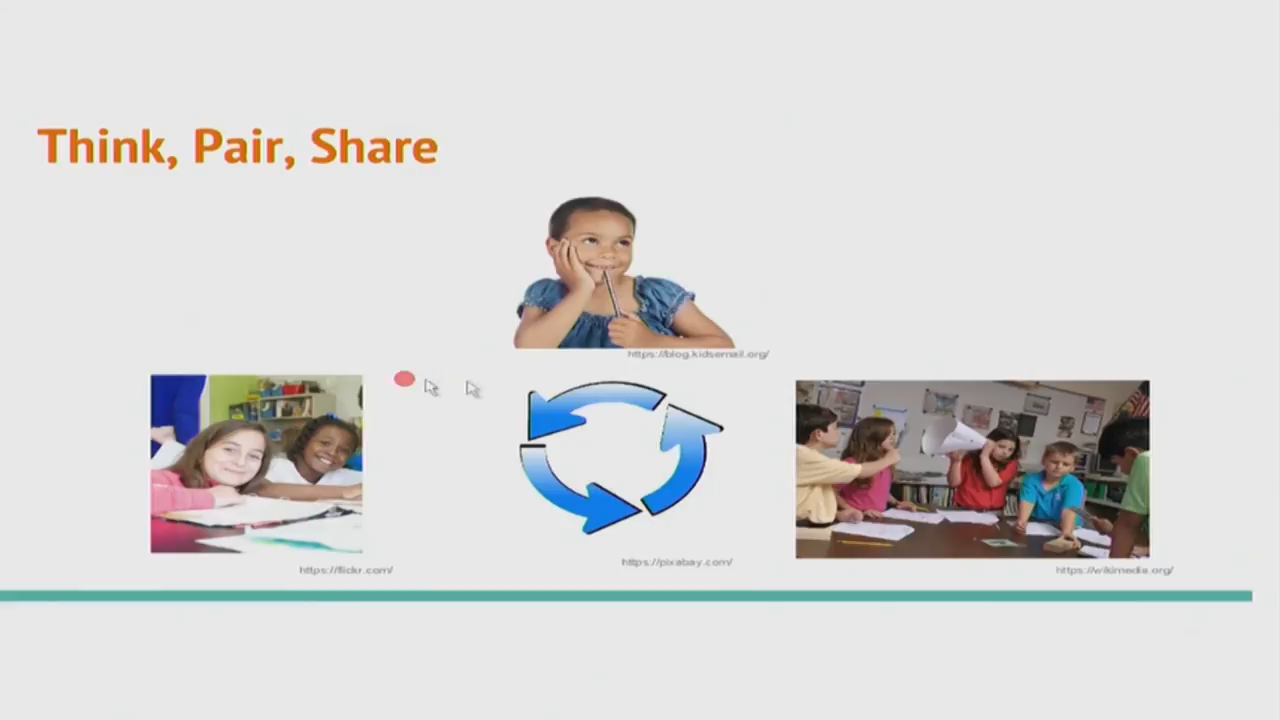 Think, Pair, Share
https://blog.kidsemail.org/
https://flickr.com/
https://pixabay.com/
https://wikimedia.org/